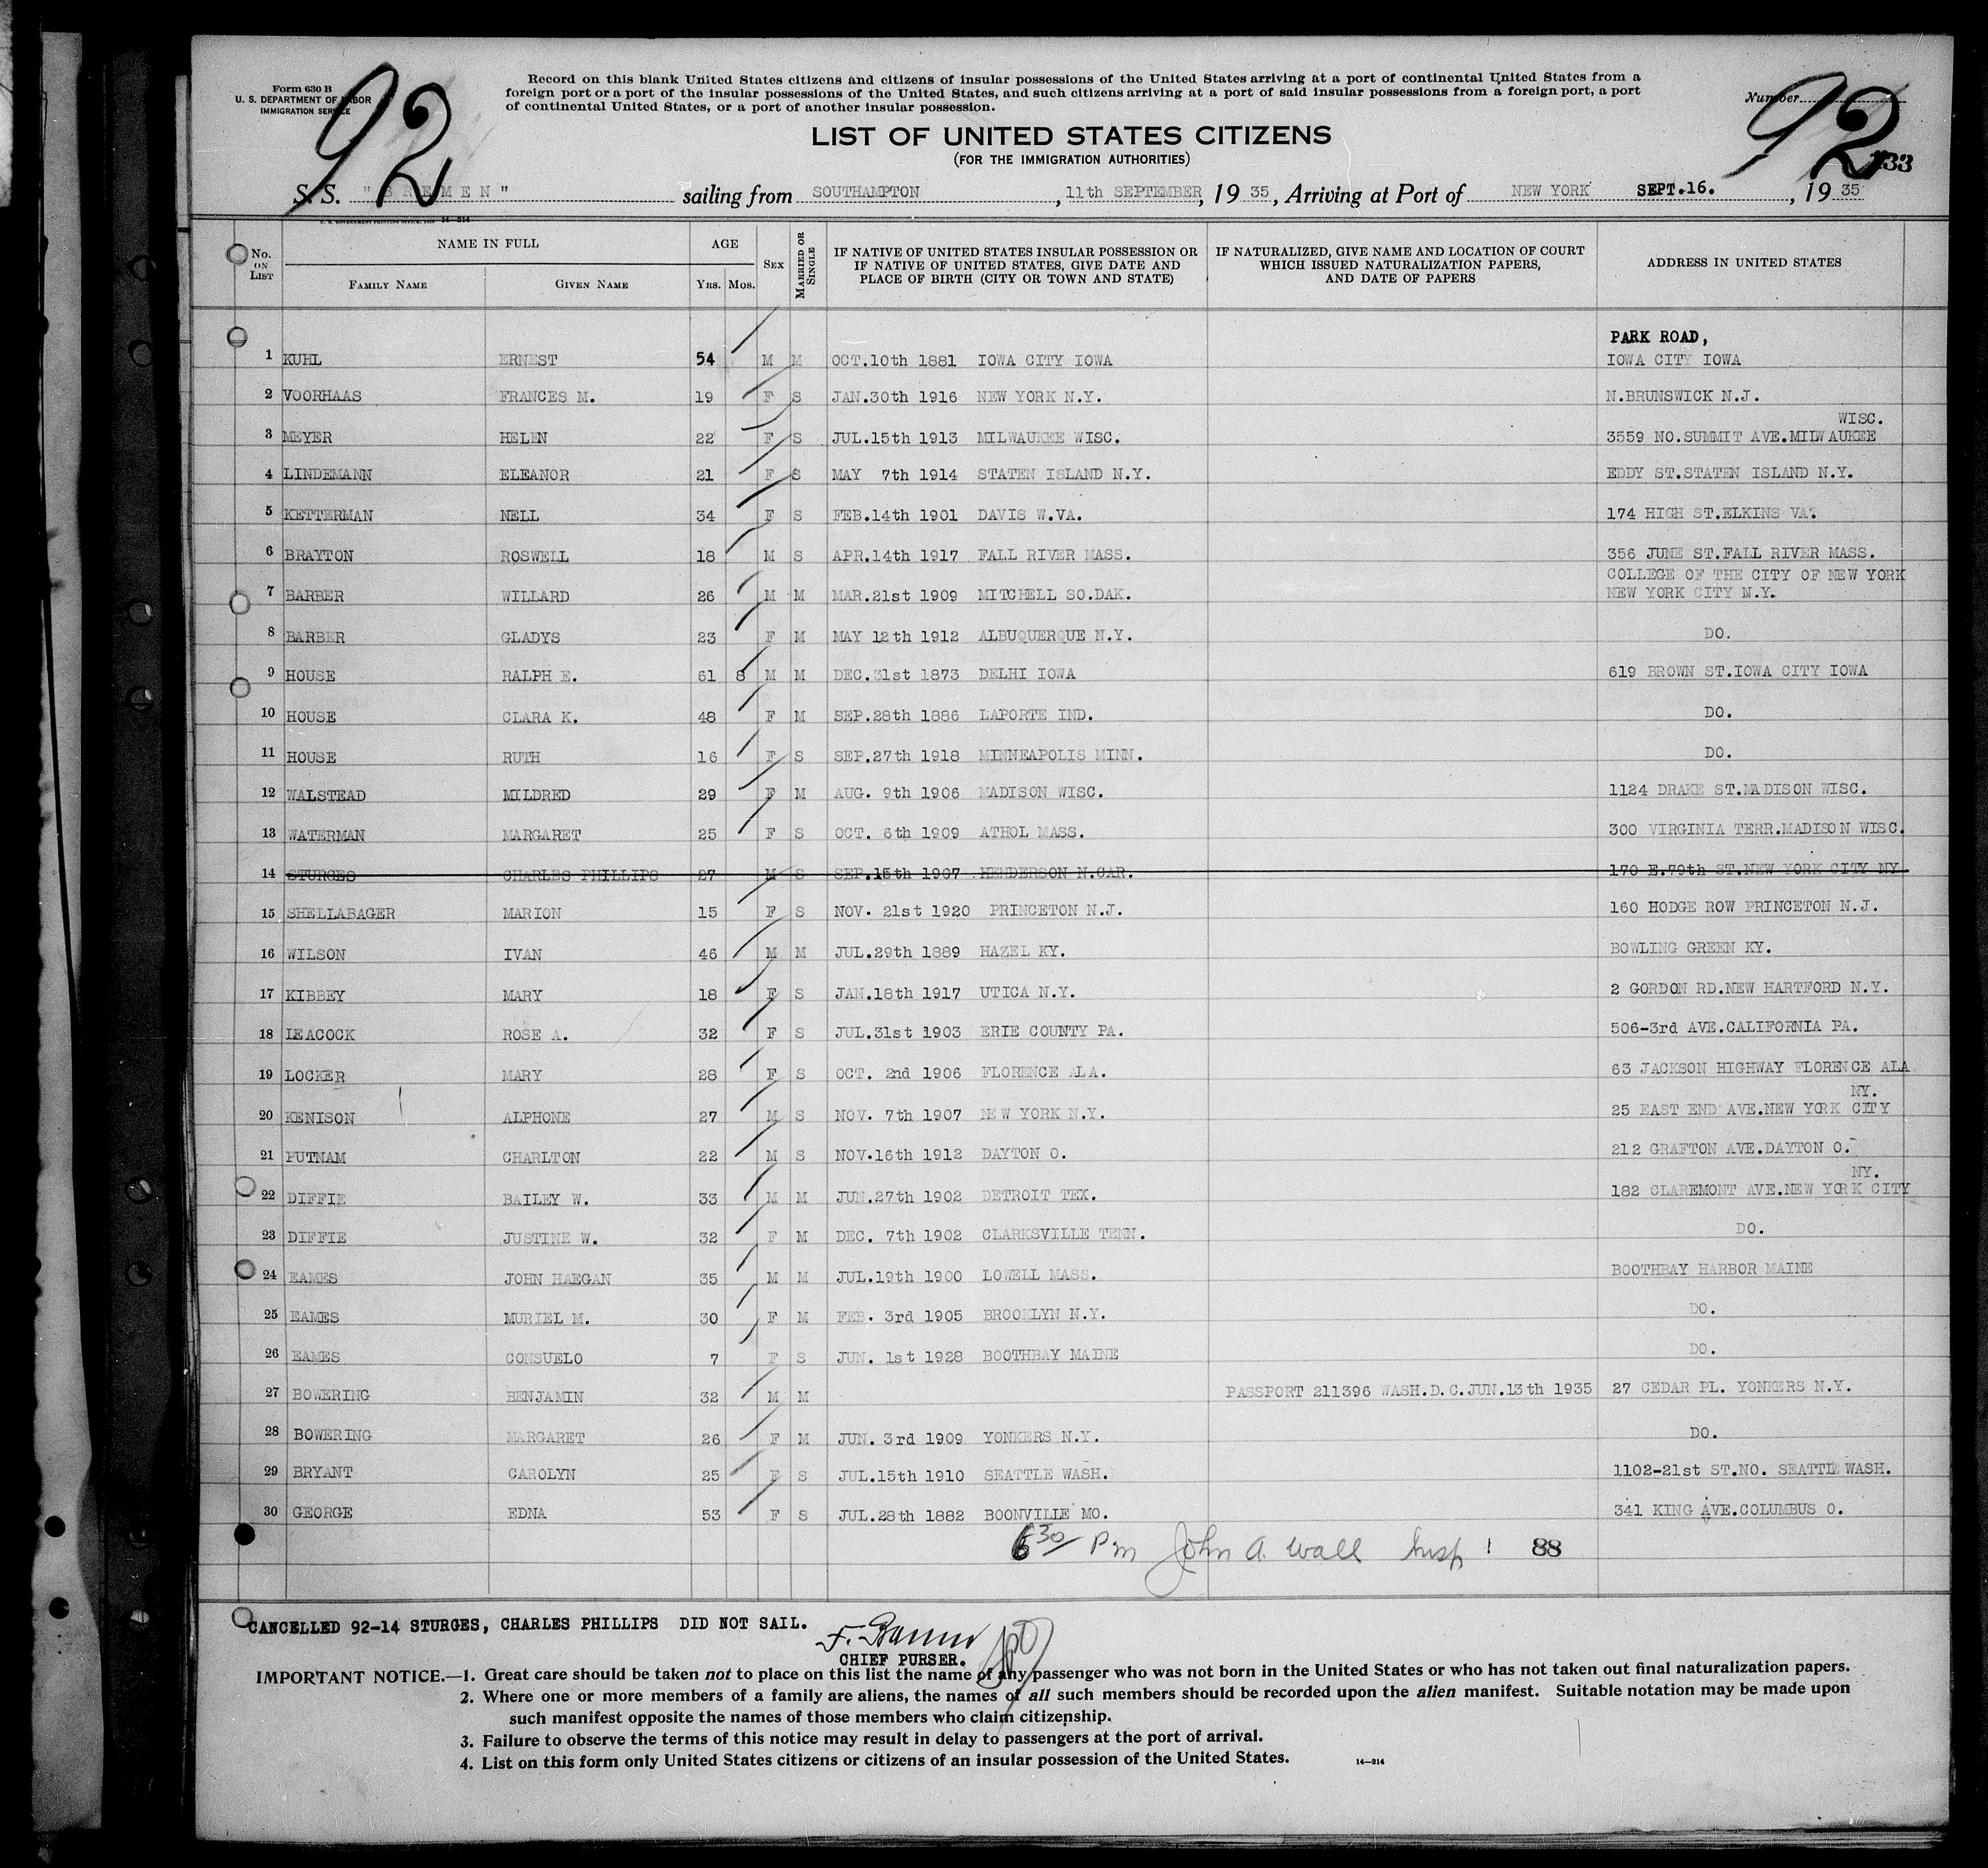 Form 630 B
U. S. DEPARTMENT OF LABOR
IMMIGRATION SERVICE
92
Record on this blank United States citizens and citizens of insular possessions of the United States arriving at a port of continental United States from a
foreign port or a port of the insular possessions of the United States, and such citizens arriving at a port of said insular possessions from a foreign port, a port
of continental United States, or a port of another insular possession.
Number
92
133
LIST OF UNITED STATES CITIZENS
(FOR THE IMMIGRATION AUTHORITIES)
S.S. "BREMEN" sailing from SOUTHAMPTON, 11th SEPTEMBER, 1935, Arriving at Port of NEW YORK SEPT.16., 1935
No. ON LIST NAME IN FULL FAMILY NAME GIVEN NAME AGE YRS. MOS. SEX MARRIED OR SINGLE IF NATIVE OF UNITED STATES INSULAR POSSESSION OR IF NATIVE OF UNITED STATES, GIVE DATE AND PLACE OF BIRTH (CITY OR TOWN AND STATE) IF NATURALIZED, GIVE NAME AND LOCATION OF COURT WHICH ISSUED NATURALIZATION PAPERS, AND DATE OF PAPERS ADDRESS IN UNITED STATES
PARK ROAD,
1 KUHL ERNEST 54 M M OCT.10th 1881 IOWA CITY IOWA IOWA CITY IOWA
2 VOORHAAS FRANCES M. 19 F S JAN.30th 1916 NEW YORK N.Y. N.BRUNSWICK N.J.
WISC.
3 MEYER HELEN 22 F S JUL.15th 1913 MILWAUKEE WISC. 3559 NO.SUMMIT AVE.MILWAUKEE
4 LINDEMANN ELEANOR 21 F S MAY 7th 1914 STATEN ISLAND N.Y. EDDY ST.STATEN ISLAND N.Y.
5 KETTERMAN NELL 34 F S FEB.14th 1901 DAVIS W.VA. 174 HIGH ST.ELKINS VA.
6 BRAYTON ROSWELL 18 M S APR.14th 1917 FALL RIVER MASS. 356 JUNE ST.FALL RIVER MASS.
COLLEGE OF THE CITY OF NEW YORK
7 BARBER WILLARD 26 M M MAR.21st 1909 MITCHELL SO.DAK. NEW YORK CITY N.Y.
8 BARBER GLADYS 23 F M MAY 12th 1912 ALBUQUERQUE N.Y. DO.
9 HOUSE RALPH E. 61 8 M M DEC.31st 1873 DELHI IOWA 619 BROWN ST.IOWA CITY IOWA
10 HOUSE CLARA K. 48 F M SEP.28th 1886 LAPORTE IND. DO.
11 HOUSE RUTH 16 F S SEP.27th 1918 MINNEAPOLIS MINN. DO.
12 WALSTEAD MILDRED 29 F M AUG. 9th 1906 MADISON WISC. 1124 DRAKE ST.MADISON WISC.
13 WATERMAN MARGARET 25 F S OCT. 6th 1909 ATHOL MASS. 300 VIRGINIA TERR.MADISON WISC.
14 STURGES CHARLES PHILLIPS 27 M S SEP.15th 1907 HENDERSON N.CAR. 170 E.79th ST.NEW YORK CITY NY
15 SHELLABAGER MARION 15 F S NOV. 21st 1920 PRINCETON N.J. 160 HODGE ROW PRINCETON N.J.
16 WILSON IVAN 46 M M JUL.29th 1889 HAZEL KY. BOWLING GREEN KY.
17 KIBBEY MARY 18 F S JAN.18th 1917 UTICA N.Y. 2 GORDON RD.NEW HARTFORD N.Y.
18 LEACOCK ROSE A. 32 F S JUL.31st 1903 ERIE COUNTY PA. 506-3rd AVE.CALIFORNIA PA.
19 LOCKER MARY 28 F S OCT. 2nd 1906 FLORENCE ALA. 63 JACKSON HIGHWAY FLORENCE ALA
NY.
20 KENISON ALPHONE 27 M S NOV. 7th 1907 NEW YORK N.Y. 25 EAST END AVE.NEW YORK CITY
21 PUTNAM CHARLTON 22 M S NOV.16th 1912 DAYTON O. 212 GRAFTON AVE.DAYTON O.
NY.
22 DIFFIE BAILEY W. 33 M M JUN.27th 1902 DETROIT TEX. 182 CLAREMONT AVE.NEW YORK CITY
23 DIFFIE JUSTINE W. 32 F M DEC. 7th 1902 CLARKSVILLE TENN. DO.
24 EAMES JOHN HAEGAN 35 M M JUL.19th 1900 LOWELL MASS. BOOTHBAY HARBOR MAINE
25 EAMES MURIEL M. 30 F M FEB. 3rd 1905 BROOKLYN N.Y. DO.
26 EAMES CONSUELO 7 F S JUN. 1st 1928 BOOTHBAY MAINE DO.
27 BOWERING BENJAMIN 32 M M PASSPORT 211396 WASH.D.C.JUN.13th 1935 27 CEDAR PL. YONKERS N.Y.
28 BOWERING MARGARET 26 F M JUN. 3rd 1909 YONKERS N.Y. DO.
29 BRYANT CAROLYN 25 F S JUL.15th 1910 SEATTLE WASH. 1102-21st ST.NO. SEATTLE WASH.
30 GEORGE EDNA 53 F S JUL.28th 1882 BOONVILLE MO. 341 KING AVE.COLUMBUS O.
6 30 Pm John A. Wall Insp 88
CANCELLED 92-14 STURGES, CHARLES PHILLIPS DID NOT SAIL.
CHIEF PURSER.
IMPORTANT NOTICE.—1. Great care should be taken not to place on this list the name of any passenger who was not born in the United States or who has not taken out final naturalization papers.
2. Where one or more members of a family are aliens, the names of all such members should be recorded upon the alien manifest. Suitable notation may be made upon
such manifest opposite the names of those members who claim citizenship.
3. Failure to observe the terms of this notice may result in delay to passengers at the port of arrival.
4. List on this form only United States citizens or citizens of an insular possession of the United States.
14—214